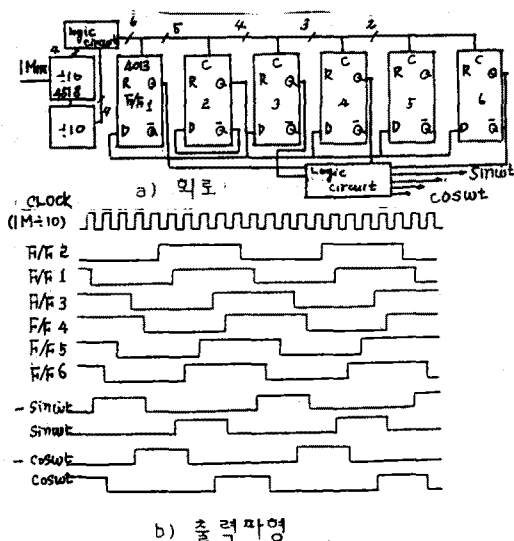 logic circuit
6 5 4 3 2
4
1M
÷10
4518
÷10
4
4013
F/F 1
R Q
D Q̄
C
R Q
2
D Q̄
C
R Q
3
D Q̄
C
R Q
4
D Q̄
C
R Q
5
D Q̄
C
R Q
6
D Q̄
Logic circuit
Sinωt
cosωt
a) 회로
CLOCK
(1M÷10)
F/F 2
F/F 1
F/F 3
F/F 4
F/F 5
F/F 6
- Sinωt
Sinωt
- Cosωt
Cosωt
b) 출력파형